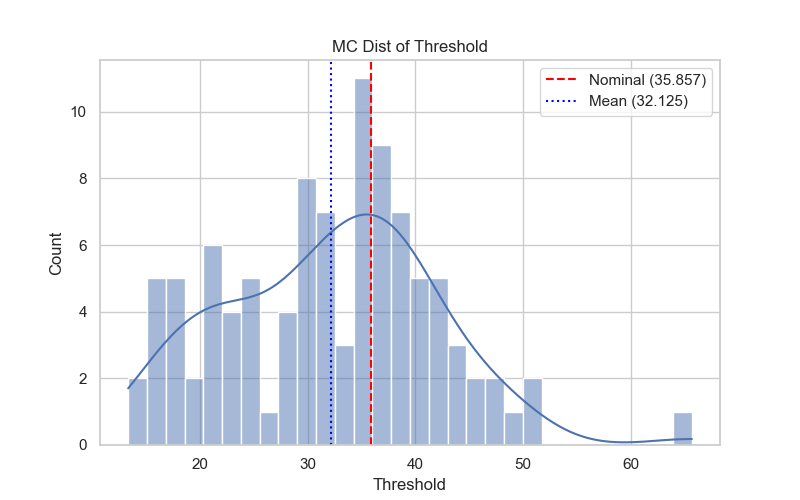 MC Dist of Threshold
Nominal (35.857)
Mean (32.125)
10
8
6
4
2
0
Count
20 30 40 50 60
Threshold